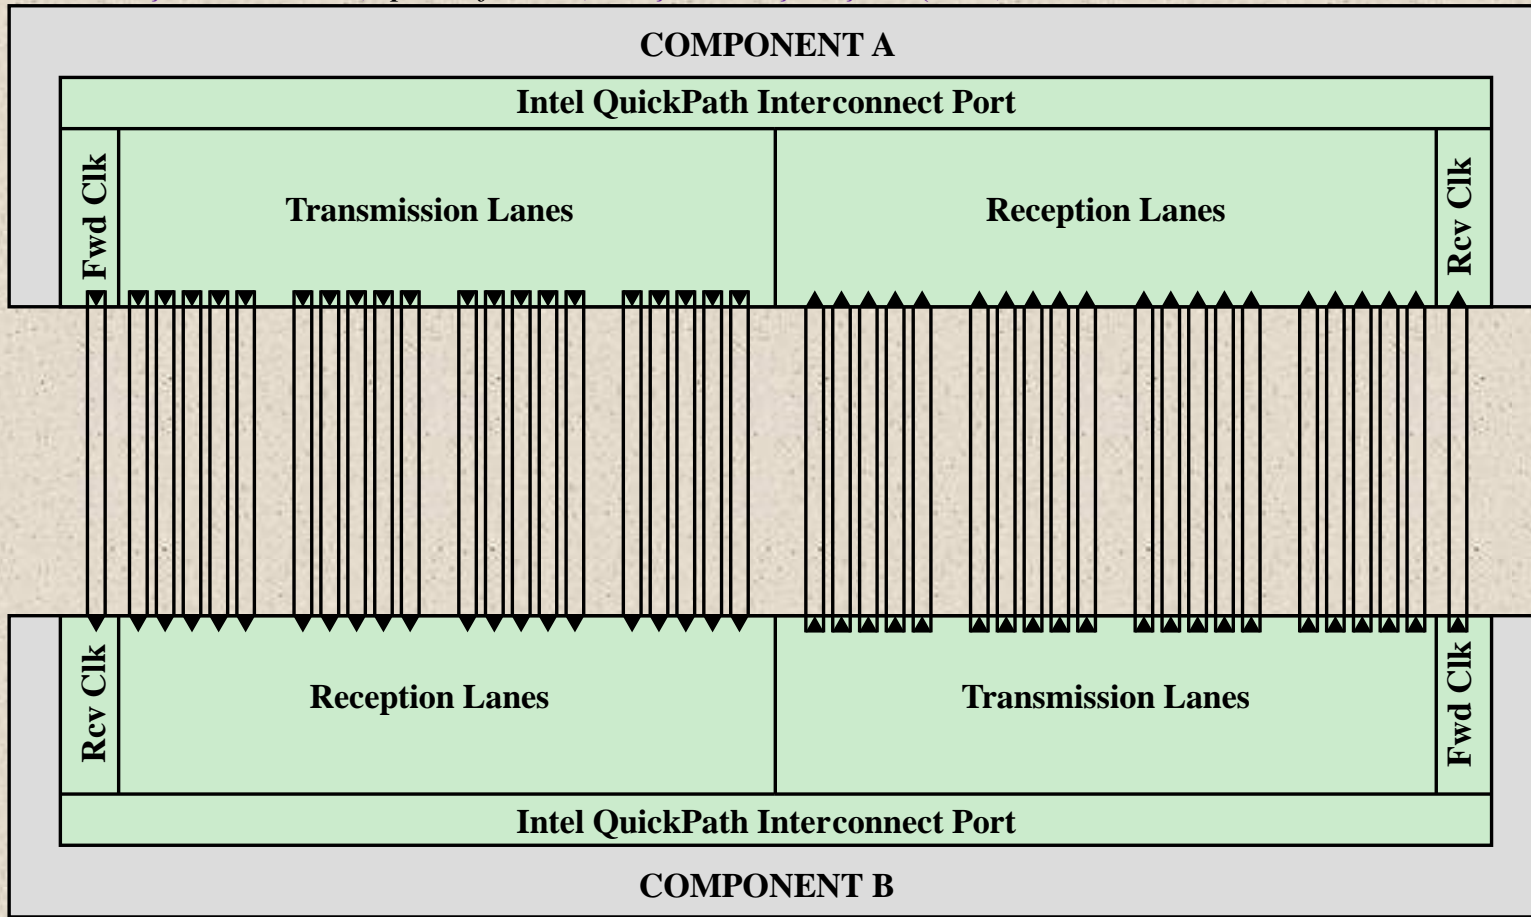 COMPONENT A
Intel QuickPath Interconnect Port
Fwd Clk
Transmission Lanes
Reception Lanes
Rcv Clk
Rcv Clk
Reception Lanes
Transmission Lanes
Fwd Clk
Intel QuickPath Interconnect Port
COMPONENT B